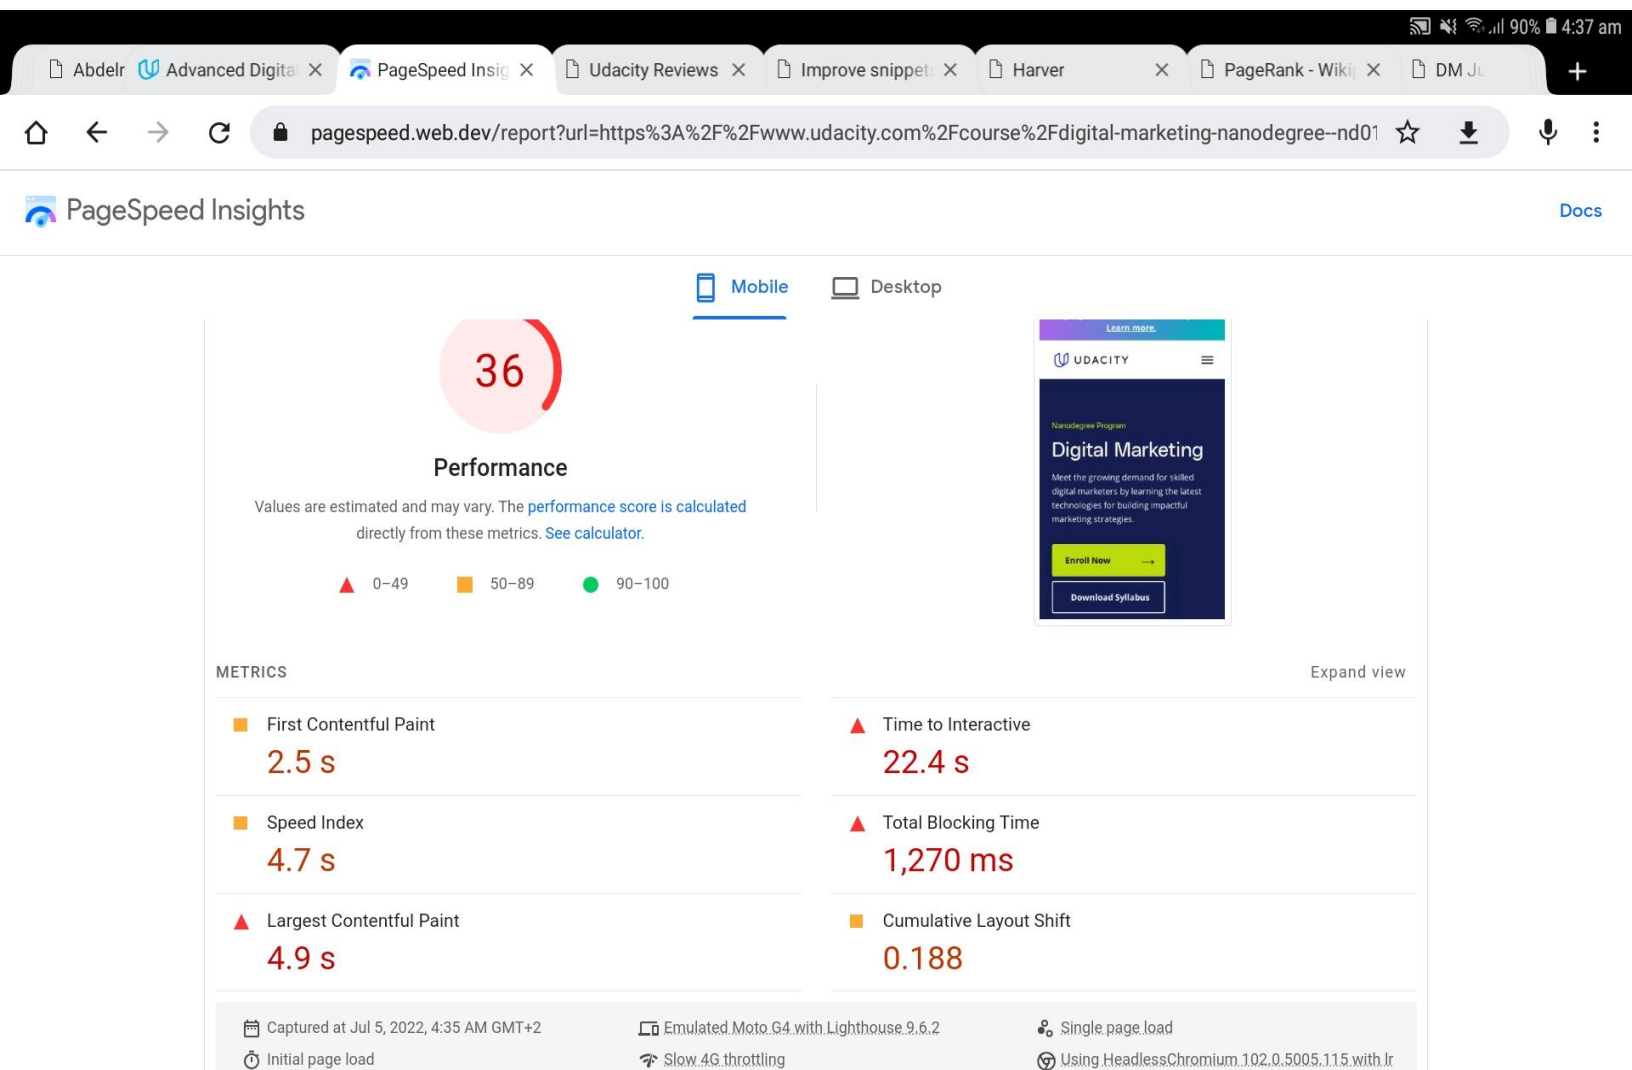 90% 4:37 am
Abdelr
Advanced Digital
PageSpeed Insig
Udacity Reviews
Improve snippet
Harver
PageRank - Wikip
DM Ju
pagespeed.web.dev/report?url=https%3A%2F%2Fwww.udacity.com%2Fcourse%2Fdigital-marketing-nanodegree--nd01
PageSpeed Insights
Docs
Mobile
Desktop
36
Performance
Values are estimated and may vary. The performance score is calculated
directly from these metrics. See calculator.
0–49 50–89 90–100
Learn more.
UDACITY
Nanodegree Program
Digital Marketing
Meet the growing demand for skilled
digital marketers by learning the latest
technologies for building impactful
marketing strategies.
Enroll Now
Download Syllabus
METRICS
Expand view
First Contentful Paint
2.5 s
Time to Interactive
22.4 s
Speed Index
4.7 s
Total Blocking Time
1,270 ms
Largest Contentful Paint
4.9 s
Cumulative Layout Shift
0.188
Captured at Jul 5, 2022, 4:35 AM GMT+2
Emulated Moto G4 with Lighthouse 9.6.2
Single page load
Initial page load
Slow 4G throttling
Using HeadlessChromium 102.0.5005.115 with lr